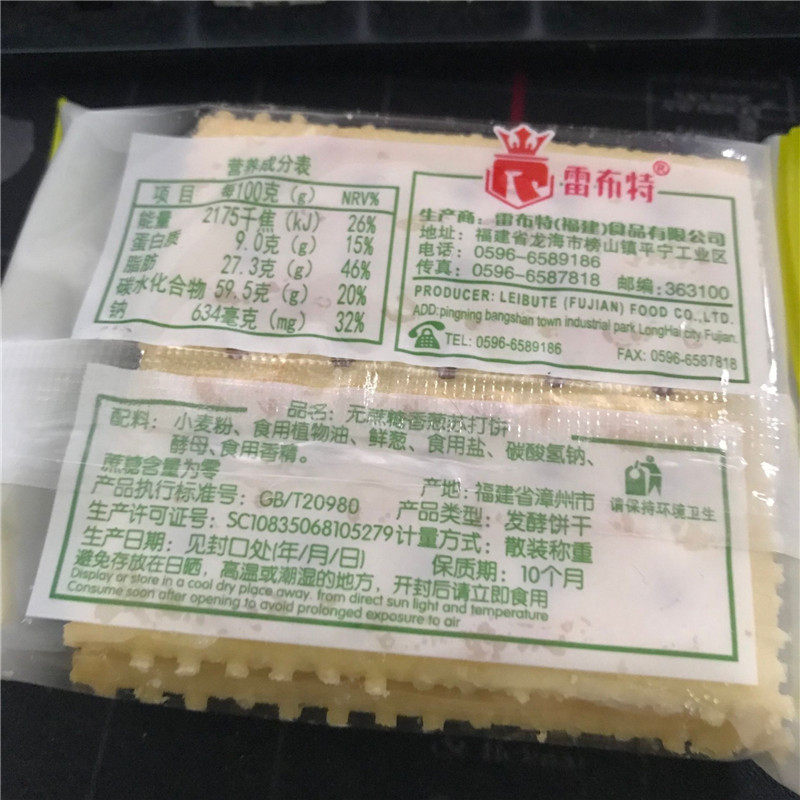 雷布特®
营养成分表
项目 每100克(g) NRV%
能量 2175千焦(kJ) 26%
蛋白质 9.0克(g) 15%
脂肪 27.3克(g) 46%
碳水化合物 59.5克(g) 20%
钠 634毫克(mg) 32%
生产商:雷布特(福建)食品有限公司
地址:福建省龙海市榜山镇平宁工业区
电话:0596-6589186
传真:0596-6587818 邮编:363100
PRODUCER: LEIBUTE (FUJIAN) FOOD CO.,LTD.
ADD:pingning bangshan town industrial park LongHai city Fujian.
TEL: 0596-6589186 FAX: 0596-6587818
品名:无蔗糖香葱苏打饼
配料:小麦粉、食用植物油、鲜葱、食用盐、碳酸氢钠、
酵母、食用香精。
蔗糖含量为零
产地:福建省漳州市
产品执行标准号:GB/T20980
产品类型:发酵饼干
生产许可证号:SC10835068105279
计量方式:散装称重
生产日期:见封口处(年/月/日)
保质期:10个月
避免存放在日晒,高温或潮湿的地方,开封后请立即食用
Display or store in a cool dry place away. from direct sun light and temperature
Consume soon after opening to avoid prolonged exposure to air
请保持环境卫生